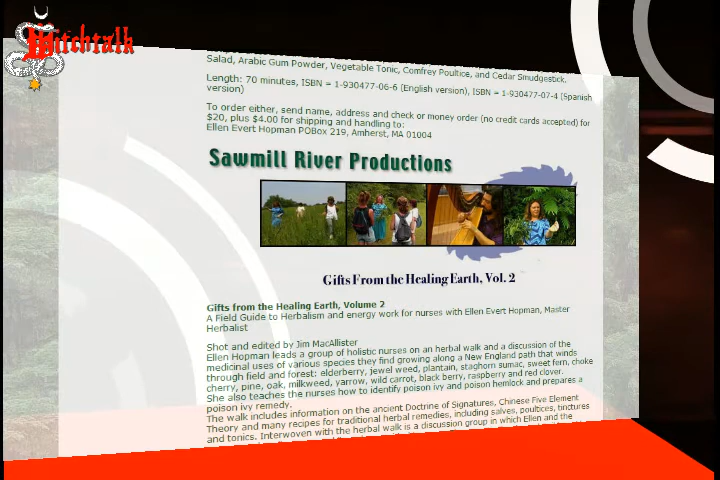 Witchtalk
Salad, Arabic Gum Powder, Vegetable Tonic, Comfrey Poultice, and Cedar Smudgestick.
Length: 70 minutes, ISBN = 1-930477-06-6 (English version), ISBN = 1-930477-07-4 (Spanish
version)
To order either, send name, address and check or money order (no credit cards accepted) for
$20, plus $4.00 for shipping and handling to:
Ellen Evert Hopman POBox 219, Amherst, MA 01004
Sawmill River Productions
Gifts From the Healing Earth, Vol. 2
Gifts from the Healing Earth, Volume 2
A Field Guide to Herbalism and energy work for nurses with Ellen Evert Hopman, Master
Herbalist
Shot and edited by Jim MacAllister
Ellen Hopman leads a group of holistic nurses on an herbal walk and a discussion of the
medicinal uses of various species they find growing along a New England path that winds
through field and forest: elderberry, jewel weed, plantain, staghorn sumac, sweet fern, choke
cherry, pine, oak, milkweed, yarrow, wild carrot, black berry, raspberry and red clover.
She also teaches the nurses how to identify poison ivy and poison hemlock and prepares a
poison ivy remedy.
The walk includes information on the ancient Doctrine of Signatures, Chinese Five Element
Theory and many recipes for traditional herbal remedies, including salves, poultices, tinctures
and tonics. Interwoven with the herbal walk is a discussion group in which Ellen and the